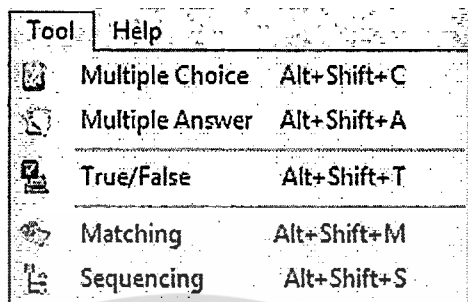 Tool Help
Multiple Choice Alt+Shift+C
Multiple Answer Alt+Shift+A
True/False Alt+Shift+T
Matching Alt+Shift+M
Sequencing Alt+Shift+S